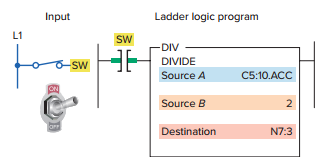 Input
Ladder logic program
L1
SW
SW
DIV
DIVIDE
Source A C5:10.ACC
Source B 2
Destination N7:3
ON
OFF